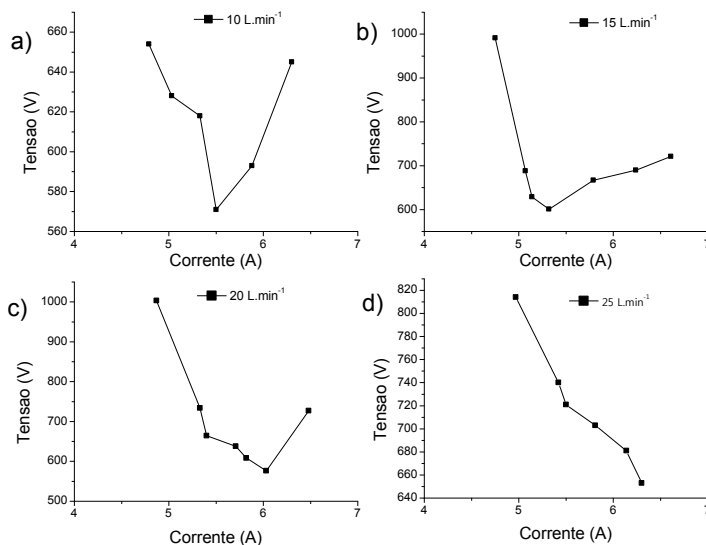 a)
10 L.min⁻¹
660
640
620
600
580
560
4 5 6 7
Tensao (V)
Corrente (A)
b)
15 L.min⁻¹
1000
900
800
700
600
4 5 6 7
Tensao (V)
Corrente (A)
c)
20 L.min⁻¹
1000
900
800
700
600
500
4 5 6 7
Tensao (V)
Corrente (A)
d)
25 L.min⁻¹
820
800
780
760
740
720
700
680
660
640
4 5 6 7
Tensao (V)
Corrente (A)